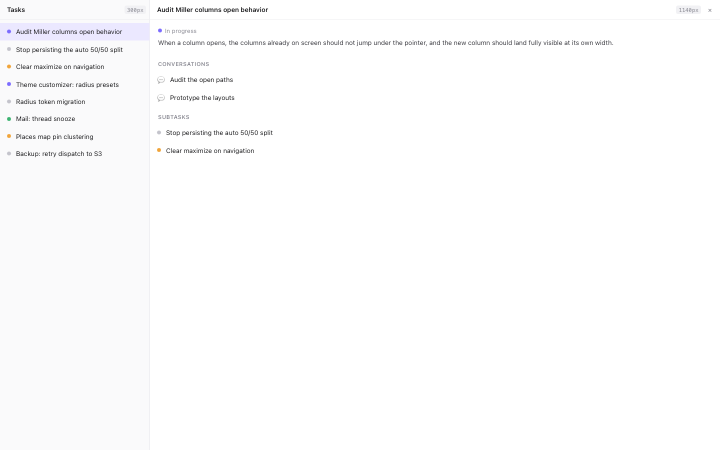 Tasks
300px
Audit Miller columns open behavior
Stop persisting the auto 50/50 split
Clear maximize on navigation
Theme customizer: radius presets
Radius token migration
Mail: thread snooze
Places map pin clustering
Backup: retry dispatch to S3
Audit Miller columns open behavior
1140px
×
In progress
When a column opens, the columns already on screen should not jump under the pointer, and the new column should land fully visible at its own width.
CONVERSATIONS
Audit the open paths
Prototype the layouts
SUBTASKS
Stop persisting the auto 50/50 split
Clear maximize on navigation